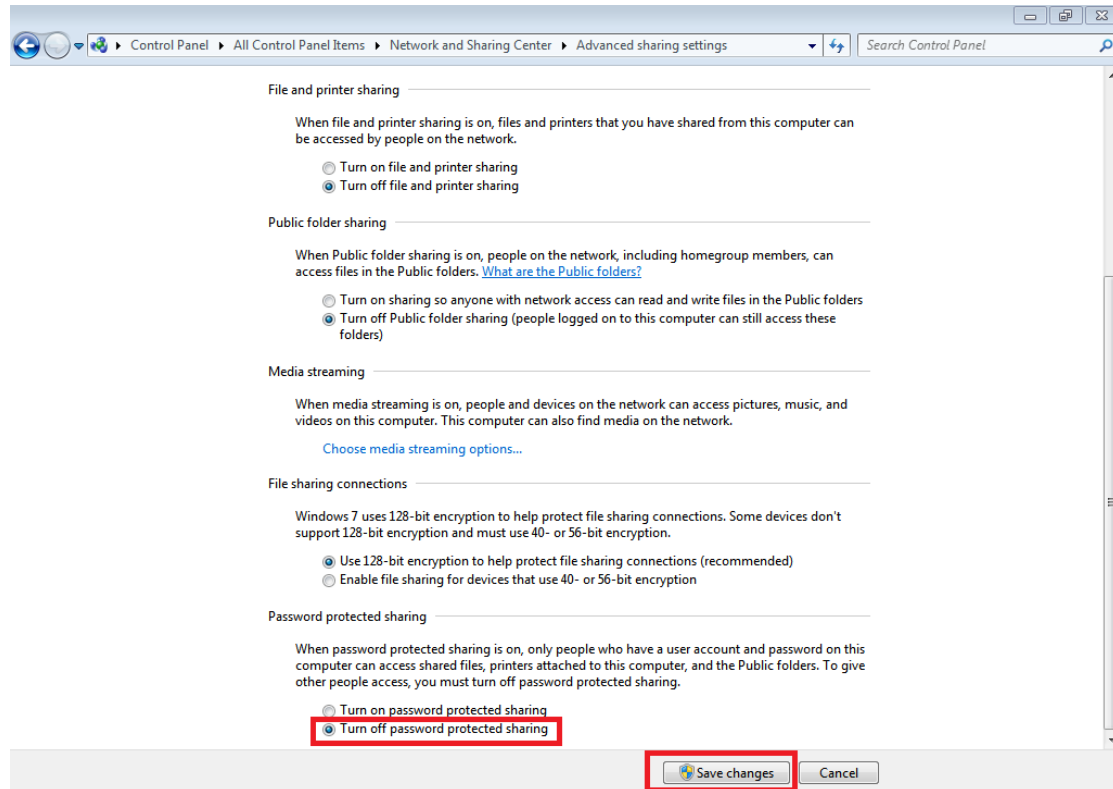 Control Panel ▸ All Control Panel Items ▸ Network and Sharing Center ▸ Advanced sharing settings
Search Control Panel
File and printer sharing
When file and printer sharing is on, files and printers that you have shared from this computer can
be accessed by people on the network.
Turn on file and printer sharing
Turn off file and printer sharing
Public folder sharing
When Public folder sharing is on, people on the network, including homegroup members, can
access files in the Public folders. What are the Public folders?
Turn on sharing so anyone with network access can read and write files in the Public folders
Turn off Public folder sharing (people logged on to this computer can still access these
folders)
Media streaming
When media streaming is on, people and devices on the network can access pictures, music, and
videos on this computer. This computer can also find media on the network.
Choose media streaming options...
File sharing connections
Windows 7 uses 128-bit encryption to help protect file sharing connections. Some devices don't
support 128-bit encryption and must use 40- or 56-bit encryption.
Use 128-bit encryption to help protect file sharing connections (recommended)
Enable file sharing for devices that use 40- or 56-bit encryption
Password protected sharing
When password protected sharing is on, only people who have a user account and password on this
computer can access shared files, printers attached to this computer, and the Public folders. To give
other people access, you must turn off password protected sharing.
Turn on password protected sharing
Turn off password protected sharing
Save changes
Cancel